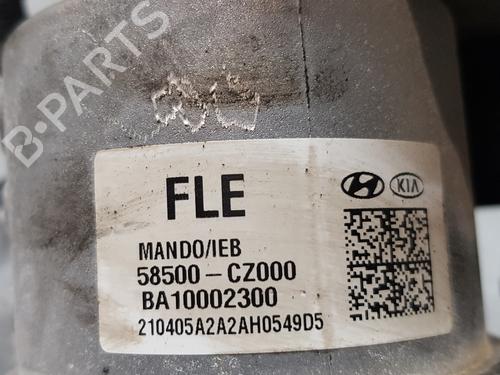 B-PARTS
FLE
KIA
MANDO/IEB
58500-CZ000
BA10002300
210405A2A2AH0549D5